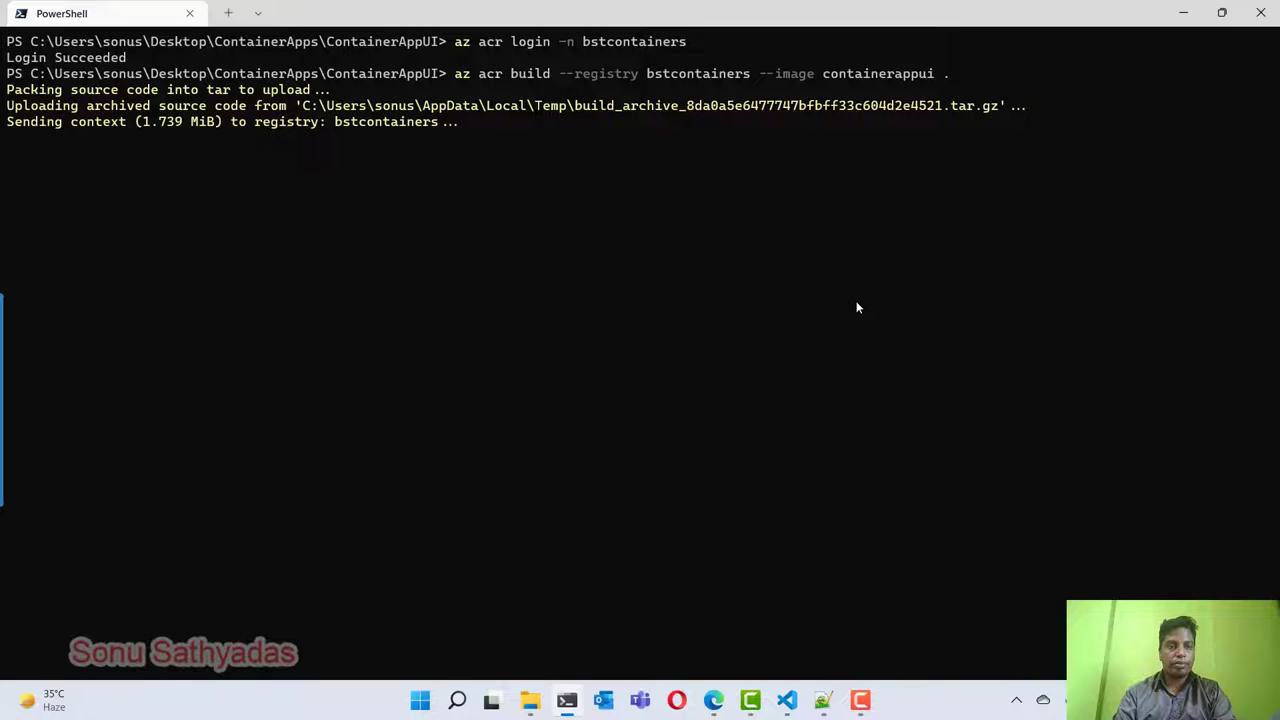 PowerShell
PS C:\Users\sonus\Desktop\ContainerApps\ContainerAppUI> az acr login -n bstcontainers
Login Succeeded
PS C:\Users\sonus\Desktop\ContainerApps\ContainerAppUI> az acr build --registry bstcontainers --image containerappui .
Packing source code into tar to upload...
Uploading archived source code from 'C:\Users\sonus\AppData\Local\Temp\build_archive_8da0a5e6477747bfbff33c604d2e4521.tar.gz'...
Sending context (1.739 MiB) to registry: bstcontainers...
Sonu Sathyadas
35°C
Haze